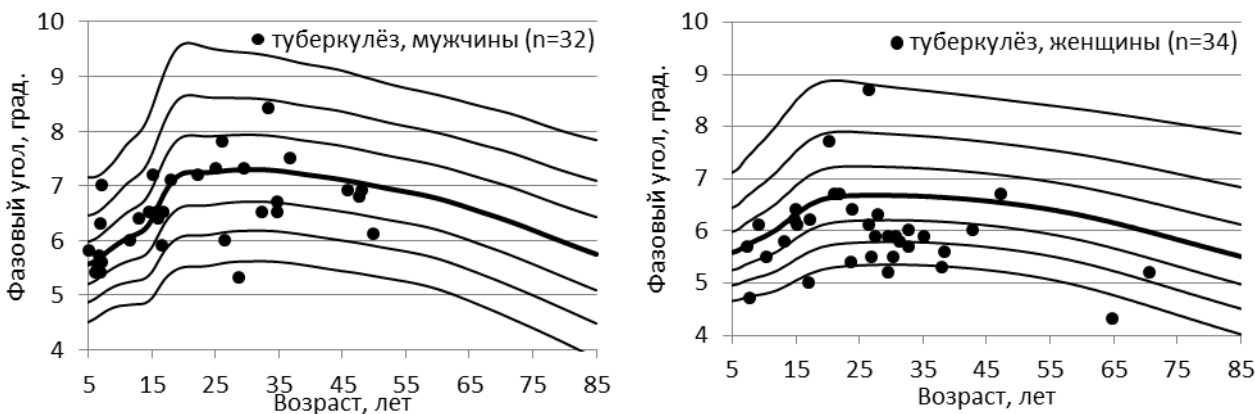 Фазовый угол, град.
10
9
8
7
6
5
4
туберкулёз, мужчины (n=32)
5 15 25 35 45 55 65 75 85
Возраст, лет
Фазовый угол, град.
10
9
8
7
6
5
4
туберкулёз, женщины (n=34)
5 15 25 35 45 55 65 75 85
Возраст, лет